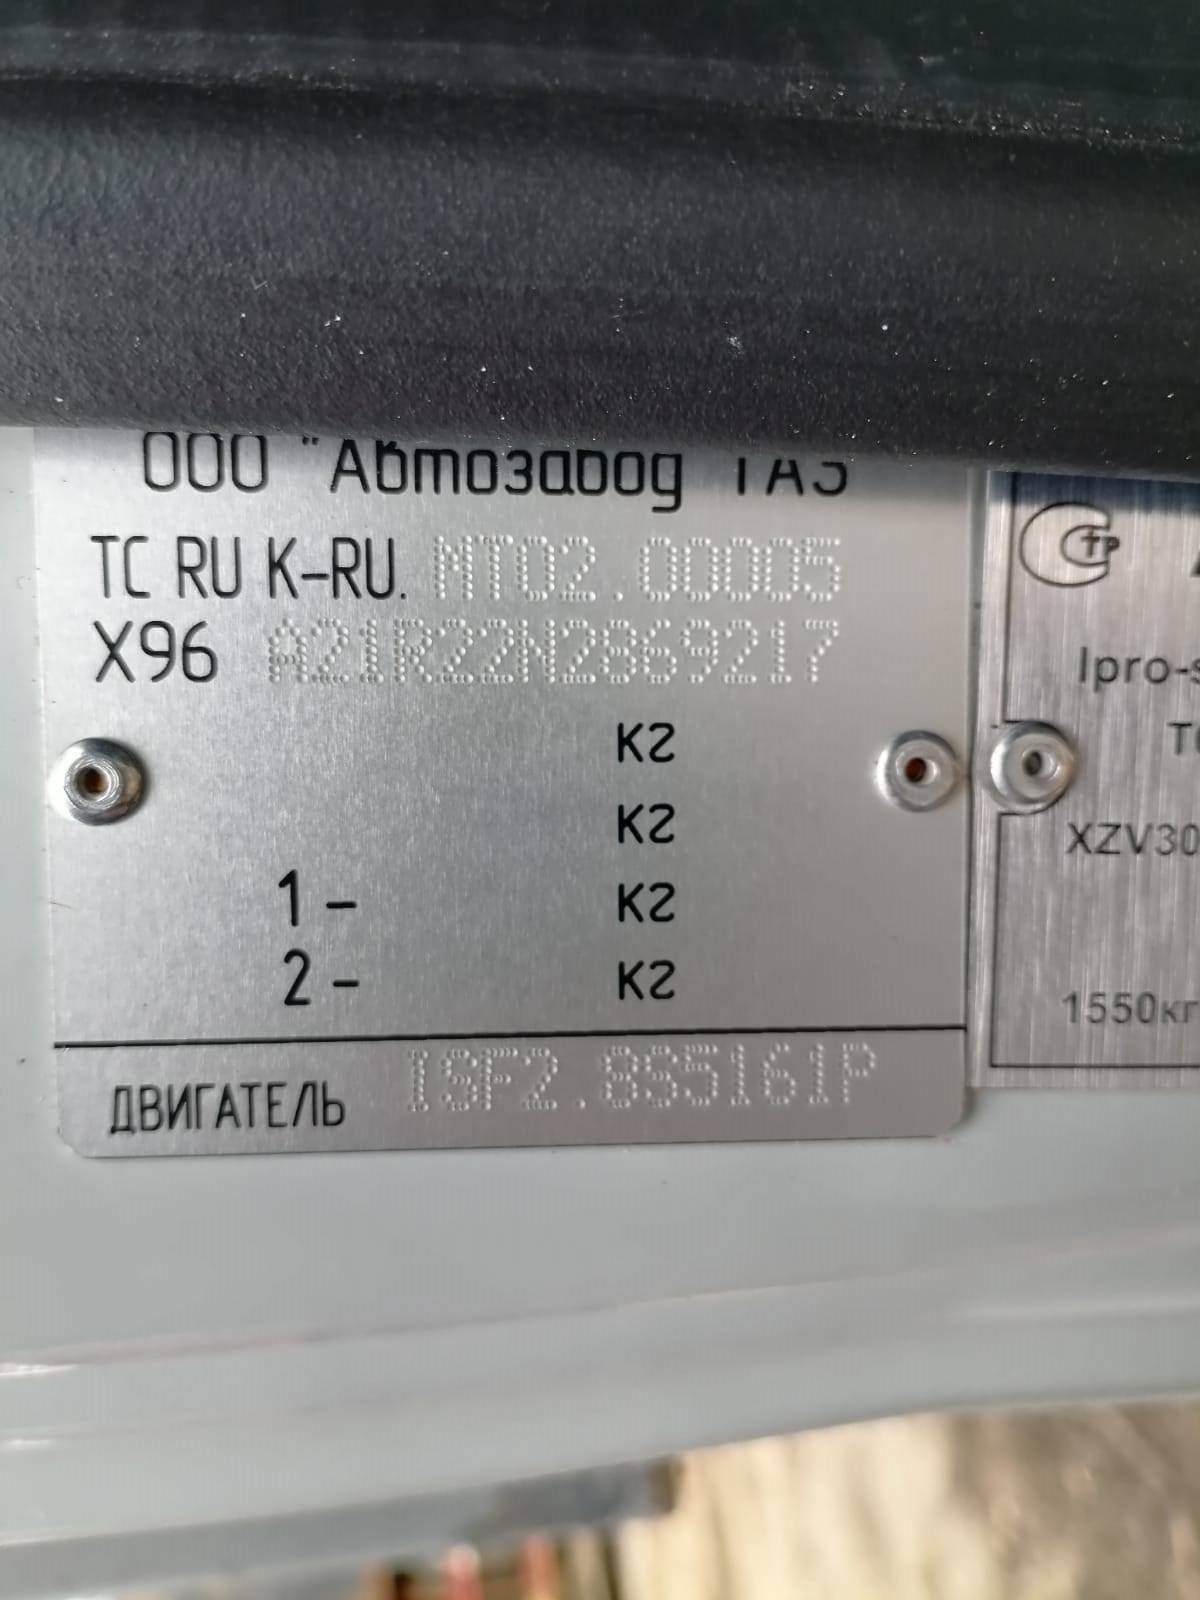 ООО "Автозавод ГАЗ
TC RU K-RU. MT02.00005
X96 A21R22N2869217
кг
кг
1 - кг
2 - кг
ДВИГАТЕЛЬ ISF2.8S5161P
Ipro-s
XZV30
1550кг